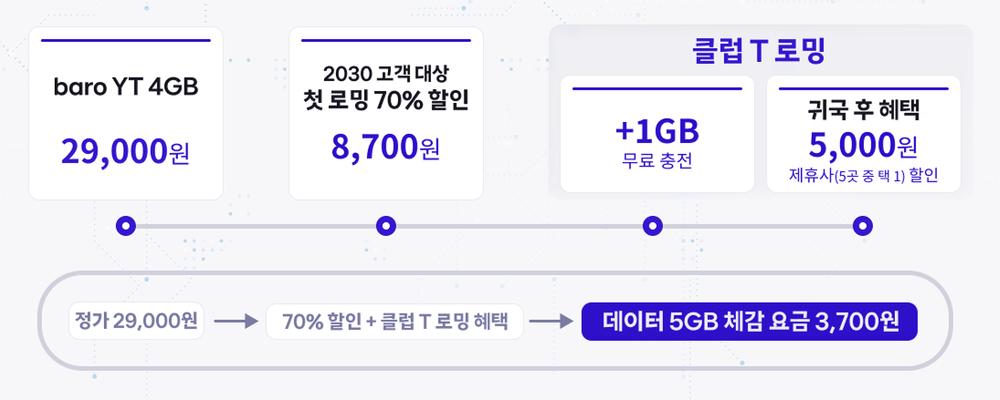 baro YT 4GB
29,000원
2030 고객 대상
첫 로밍 70% 할인
8,700원
클럽 T 로밍
+1GB
무료 충전
귀국 후 혜택
5,000원
제휴사(5곳 중 택 1) 할인
정가 29,000원
70% 할인 + 클럽 T 로밍 혜택
데이터 5GB 체감 요금 3,700원